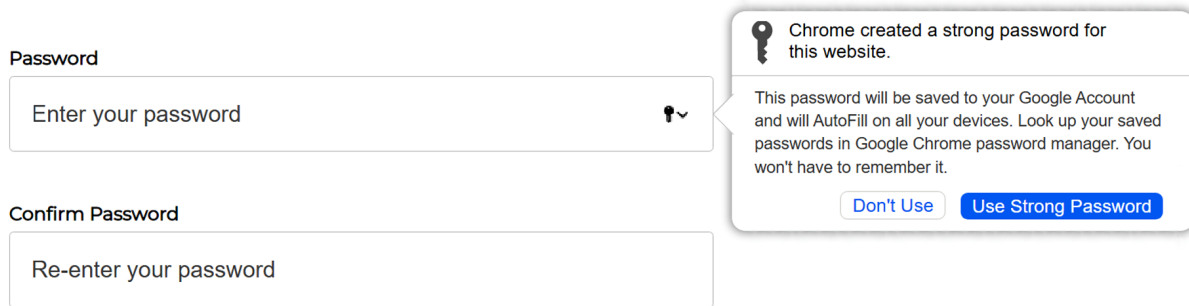 Password
Enter your password
Confirm Password
Re-enter your password
Chrome created a strong password for
this website.
This password will be saved to your Google Account
and will AutoFill on all your devices. Look up your saved
passwords in Google Chrome password manager. You
won't have to remember it.
Don't Use
Use Strong Password